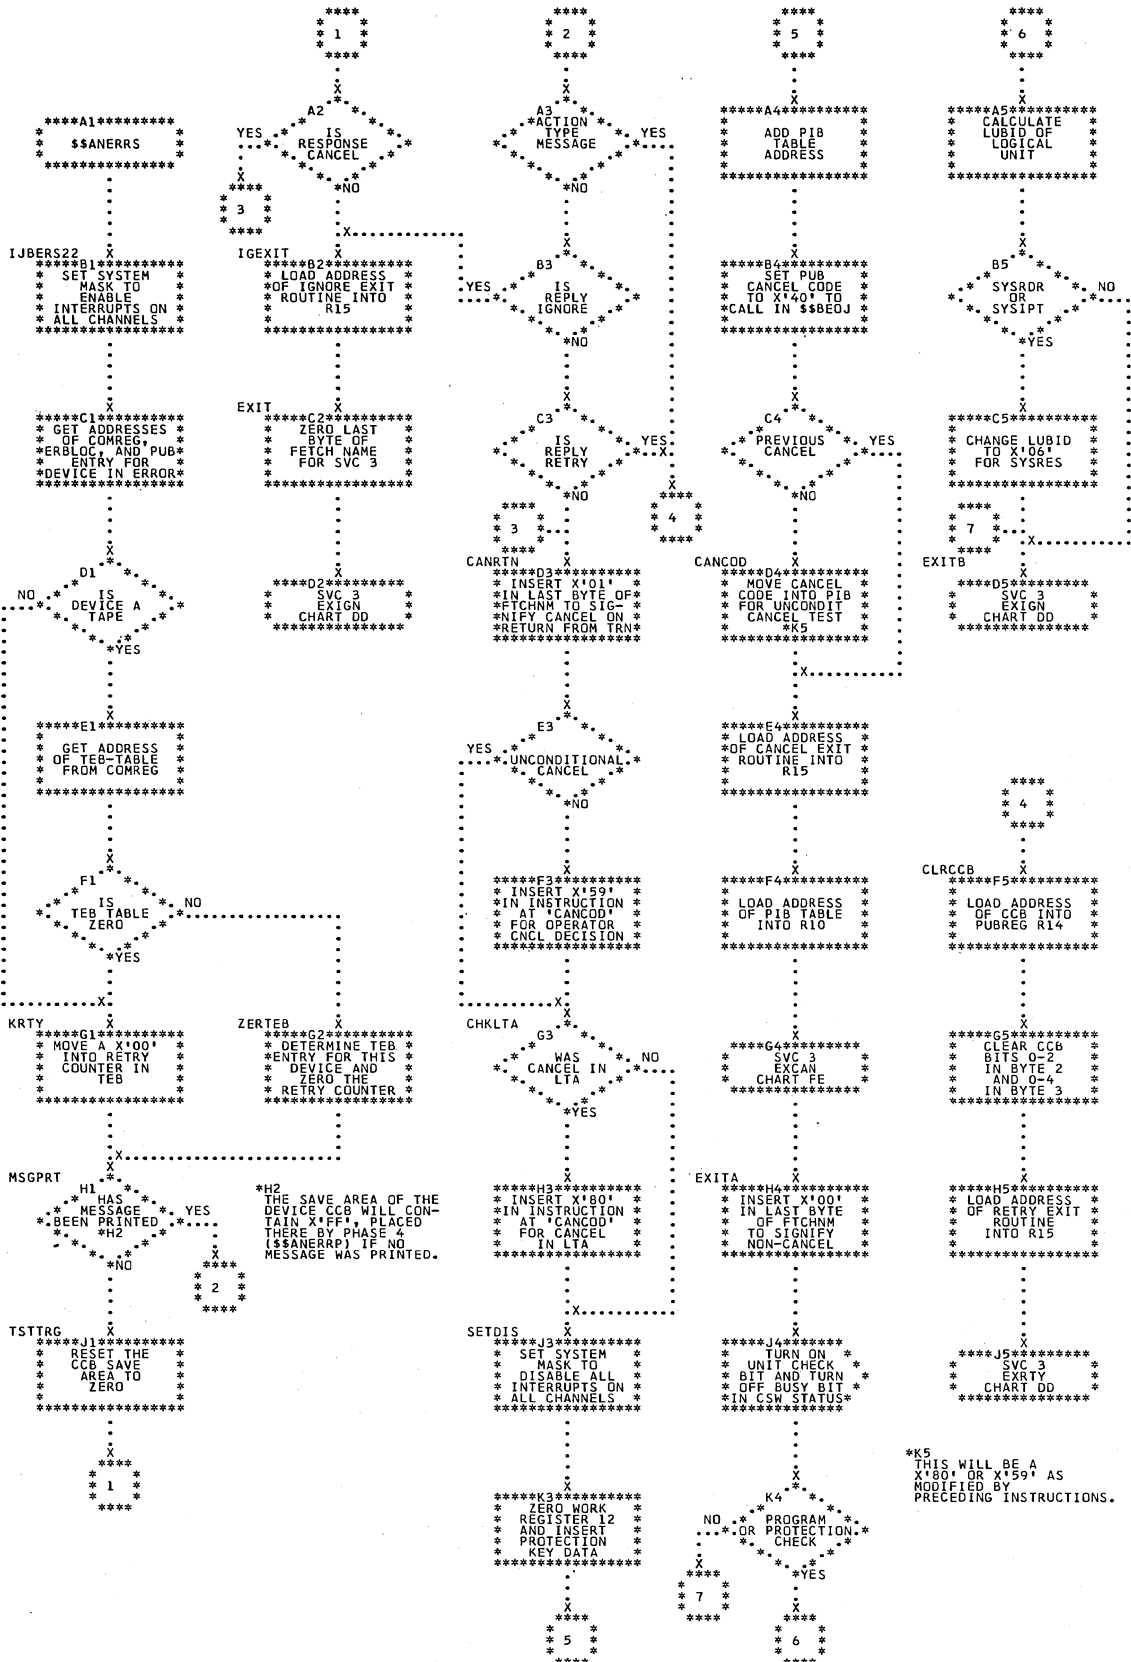 1
2
5
6
A1
$$ANERRS
A2
IS
RESPONSE
CANCEL
YES
NO
3
A3
ACTION
TYPE
MESSAGE
YES
NO
A4
ADD PIB
TABLE
ADDRESS
A5
CALCULATE
LUBID OF
LOGICAL
UNIT
IJBERS22
B1
SET SYSTEM
MASK TO
ENABLE
INTERRUPTS ON
ALL CHANNELS
IGEXIT
B2
LOAD ADDRESS
OF IGNORE EXIT
ROUTINE INTO
R15
B3
IS
REPLY
IGNORE
YES
NO
B4
SET PUB
CANCEL CODE
TO X'40' TO
CALL IN $$BEOJ
B5
SYSRDR
OR
SYSIPT
NO
YES
C1
GET ADDRESSES
OF COMREG,
ERBLOC, AND PUB
ENTRY FOR
DEVICE IN ERROR
EXIT
C2
ZERO LAST
BYTE OF
FETCH NAME
FOR SVC 3
C3
IS
REPLY
RETRY
YES
NO
4
3
C4
PREVIOUS
CANCEL
YES
NO
C5
CHANGE LUBID
TO X'06'
FOR SYSRES
7
D1
IS
DEVICE A
TAPE
NO
YES
D2
SVC 3
EXIGN
CHART DD
CANRTN
D3
INSERT X'01'
IN LAST BYTE OF
FTCHNM TO SIG-
NIFY CANCEL ON
RETURN FROM TRN
CANCOD
D4
MOVE CANCEL
CODE INTO PIB
FOR UNCONDIT
CANCEL TEST
*K5
EXITB
D5
SVC 3
EXIGN
CHART DD
E1
GET ADDRESS
OF TEB-TABLE
FROM COMREG
E3
UNCONDITIONAL
CANCEL
YES
NO
E4
LOAD ADDRESS
OF CANCEL EXIT
ROUTINE INTO
R15
4
F1
IS
TEB TABLE
ZERO
NO
YES
F3
INSERT X'59'
IN INSTRUCTION
AT 'CANCOD'
FOR OPERATOR
CNCL DECISION
F4
LOAD ADDRESS
OF PIB TABLE
INTO R10
CLRCCB
F5
LOAD ADDRESS
OF CCB INTO
PUBREG R14
KRTY
G1
MOVE A X'00'
INTO RETRY
COUNTER IN
TEB
ZERTEB
G2
DETERMINE TEB
ENTRY FOR THIS
DEVICE AND
ZERO THE
RETRY COUNTER
CHKLTA
G3
WAS
CANCEL IN
LTA
NO
YES
G4
SVC 3
EXCAN
CHART FE
G5
CLEAR CCB
BITS 0-2
IN BYTE 2
AND 0-4
IN BYTE 3
MSGPRT
H1
HAS
MESSAGE
BEEN PRINTED
*H2
YES
NO
2
*H2
THE SAVE AREA OF THE
DEVICE CCB WILL CON-
TAIN X'FF', PLACED
THERE BY PHASE 4
($$ANERRP) IF NO
MESSAGE WAS PRINTED.
H3
INSERT X'80'
IN INSTRUCTION
AT 'CANCOD'
FOR CANCEL
IN LTA
EXITA
H4
INSERT X'00'
IN LAST BYTE
OF FTCHNM
TO SIGNIFY
NON-CANCEL
H5
LOAD ADDRESS
OF RETRY EXIT
ROUTINE
INTO R15
TSTTRG
J1
RESET THE
CCB SAVE
AREA TO
ZERO
1
SETDIS
J3
SET SYSTEM
MASK TO
DISABLE ALL
INTERRUPTS ON
ALL CHANNELS
J4
TURN ON
UNIT CHECK
BIT AND TURN
OFF BUSY BIT
IN CSW STATUS
J5
SVC 3
EXRTY
CHART DD
K3
ZERO WORK
REGISTER 12
AND INSERT
PROTECTION
KEY DATA
5
K4
PROGRAM
OR PROTECTION
CHECK
NO
YES
7
6
*K5
THIS WILL BE A
X'80' OR X'59' AS
MODIFIED BY
PRECEDING INSTRUCTIONS.